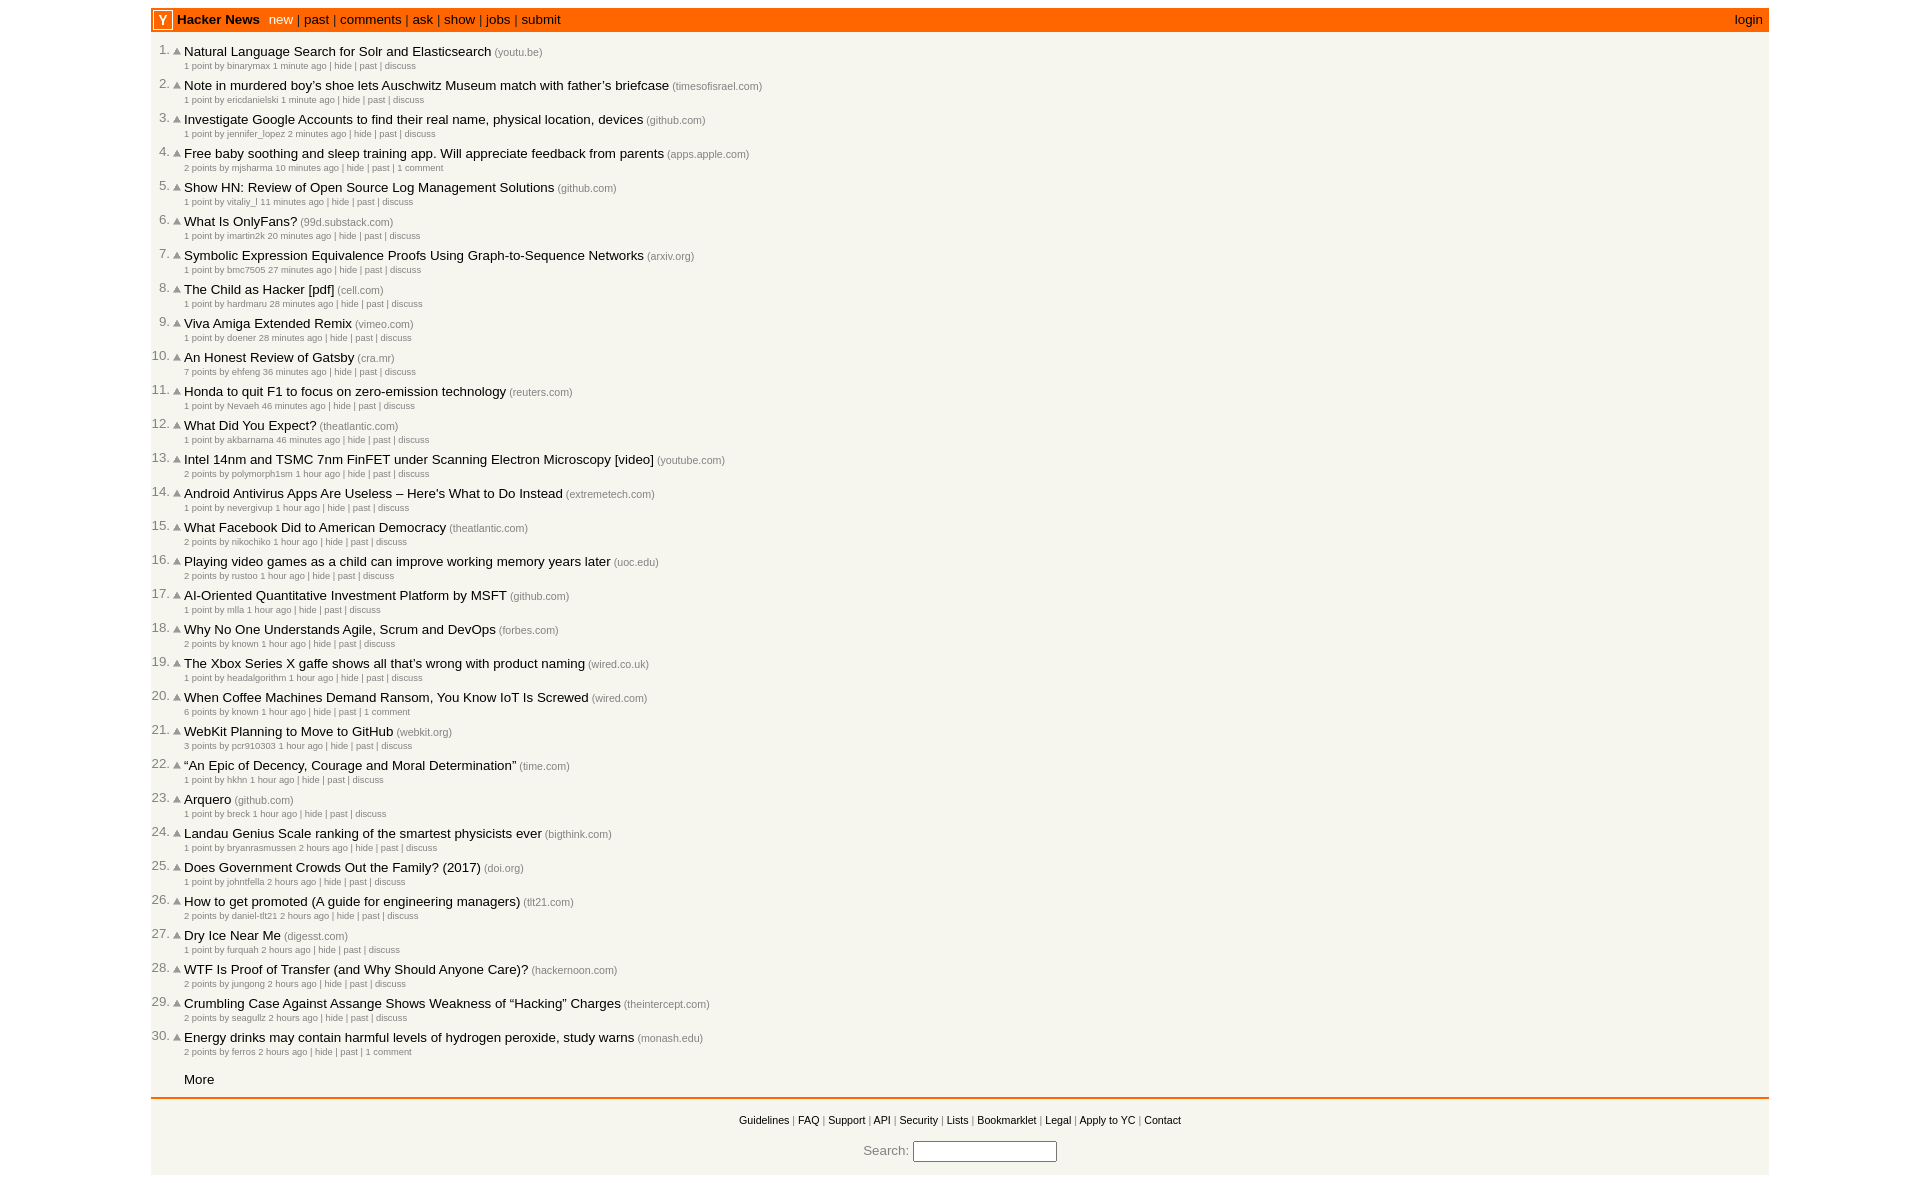 Y Hacker News new | past | comments | ask | show | jobs | submit login
1. Natural Language Search for Solr and Elasticsearch (youtu.be)
1 point by binarymax 1 minute ago | hide | past | discuss
2. Note in murdered boy’s shoe lets Auschwitz Museum match with father’s briefcase (timesofisrael.com)
1 point by ericdanielski 1 minute ago | hide | past | discuss
3. Investigate Google Accounts to find their real name, physical location, devices (github.com)
1 point by jennifer_lopez 2 minutes ago | hide | past | discuss
4. Free baby soothing and sleep training app. Will appreciate feedback from parents (apps.apple.com)
2 points by mjsharma 10 minutes ago | hide | past | 1 comment
5. Show HN: Review of Open Source Log Management Solutions (github.com)
1 point by vitaliy_l 11 minutes ago | hide | past | discuss
6. What Is OnlyFans? (99d.substack.com)
1 point by imartin2k 20 minutes ago | hide | past | discuss
7. Symbolic Expression Equivalence Proofs Using Graph-to-Sequence Networks (arxiv.org)
1 point by bmc7505 27 minutes ago | hide | past | discuss
8. The Child as Hacker [pdf] (cell.com)
1 point by hardmaru 28 minutes ago | hide | past | discuss
9. Viva Amiga Extended Remix (vimeo.com)
1 point by doener 28 minutes ago | hide | past | discuss
10. An Honest Review of Gatsby (cra.mr)
7 points by ehfeng 36 minutes ago | hide | past | discuss
11. Honda to quit F1 to focus on zero-emission technology (reuters.com)
1 point by Nevaeh 46 minutes ago | hide | past | discuss
12. What Did You Expect? (theatlantic.com)
1 point by akbarnama 46 minutes ago | hide | past | discuss
13. Intel 14nm and TSMC 7nm FinFET under Scanning Electron Microscopy [video] (youtube.com)
2 points by polymorph1sm 1 hour ago | hide | past | discuss
14. Android Antivirus Apps Are Useless – Here's What to Do Instead (extremetech.com)
1 point by nevergivup 1 hour ago | hide | past | discuss
15. What Facebook Did to American Democracy (theatlantic.com)
2 points by nikochiko 1 hour ago | hide | past | discuss
16. Playing video games as a child can improve working memory years later (uoc.edu)
2 points by rustoo 1 hour ago | hide | past | discuss
17. AI-Oriented Quantitative Investment Platform by MSFT (github.com)
1 point by mlla 1 hour ago | hide | past | discuss
18. Why No One Understands Agile, Scrum and DevOps (forbes.com)
2 points by known 1 hour ago | hide | past | discuss
19. The Xbox Series X gaffe shows all that’s wrong with product naming (wired.co.uk)
1 point by headalgorithm 1 hour ago | hide | past | discuss
20. When Coffee Machines Demand Ransom, You Know IoT Is Screwed (wired.com)
6 points by known 1 hour ago | hide | past | 1 comment
21. WebKit Planning to Move to GitHub (webkit.org)
3 points by pcr910303 1 hour ago | hide | past | discuss
22. “An Epic of Decency, Courage and Moral Determination” (time.com)
1 point by hkhn 1 hour ago | hide | past | discuss
23. Arquero (github.com)
1 point by breck 1 hour ago | hide | past | discuss
24. Landau Genius Scale ranking of the smartest physicists ever (bigthink.com)
1 point by bryanrasmussen 2 hours ago | hide | past | discuss
25. Does Government Crowds Out the Family? (2017) (doi.org)
1 point by johntfella 2 hours ago | hide | past | discuss
26. How to get promoted (A guide for engineering managers) (tlt21.com)
2 points by daniel-tlt21 2 hours ago | hide | past | discuss
27. Dry Ice Near Me (digesst.com)
1 point by furquah 2 hours ago | hide | past | discuss
28. WTF Is Proof of Transfer (and Why Should Anyone Care)? (hackernoon.com)
2 points by jungong 2 hours ago | hide | past | discuss
29. Crumbling Case Against Assange Shows Weakness of “Hacking” Charges (theintercept.com)
2 points by seagullz 2 hours ago | hide | past | discuss
30. Energy drinks may contain harmful levels of hydrogen peroxide, study warns (monash.edu)
2 points by ferros 2 hours ago | hide | past | 1 comment
More
Guidelines | FAQ | Support | API | Security | Lists | Bookmarklet | Legal | Apply to YC | Contact
Search: